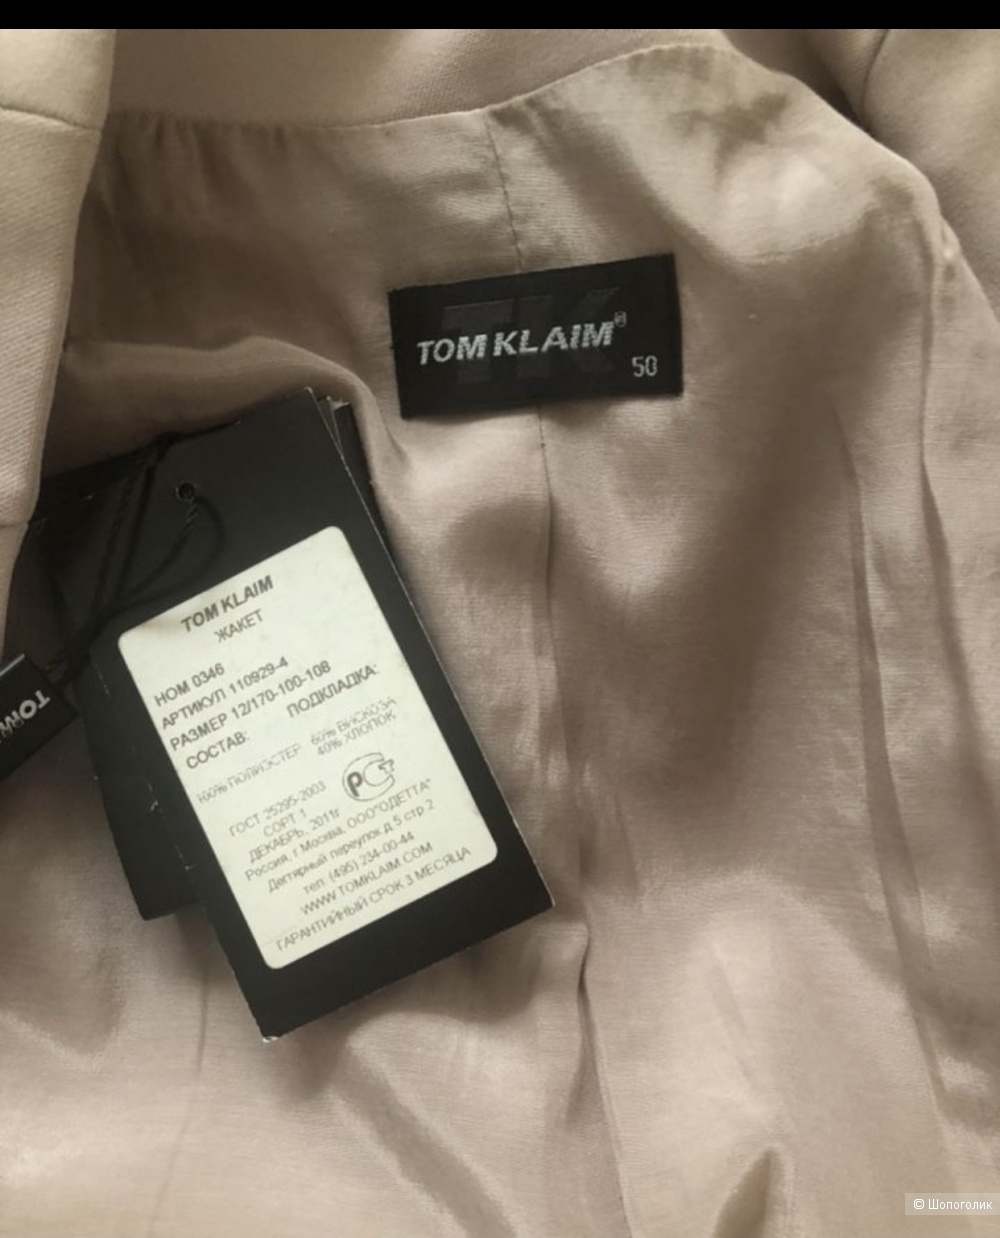 TOM KLAIM®
50
TOM KLAIM
ЖАКЕТ
НОМ 0346
АРТИКУЛ 110929-4
РАЗМЕР 12/170-100-108
СОСТАВ: ПОДКЛАДКА:
100% ПОЛИЭСТЕР 60% ВИСКОЗА
40% ХЛОПОК
РСТ
ГОСТ 25295-2003
СОРТ 1
ДЕКАБРЬ, 2011г
Россия, г Москва, ООО"ОДЕТТА"
Дегтярный переулок д 5 стр 2
тел (495) 234-00-44
WWW.TOMKLAIM.COM
ГАРАНТИЙНЫЙ СРОК 3 МЕСЯЦА
TOM
© Шопоголик